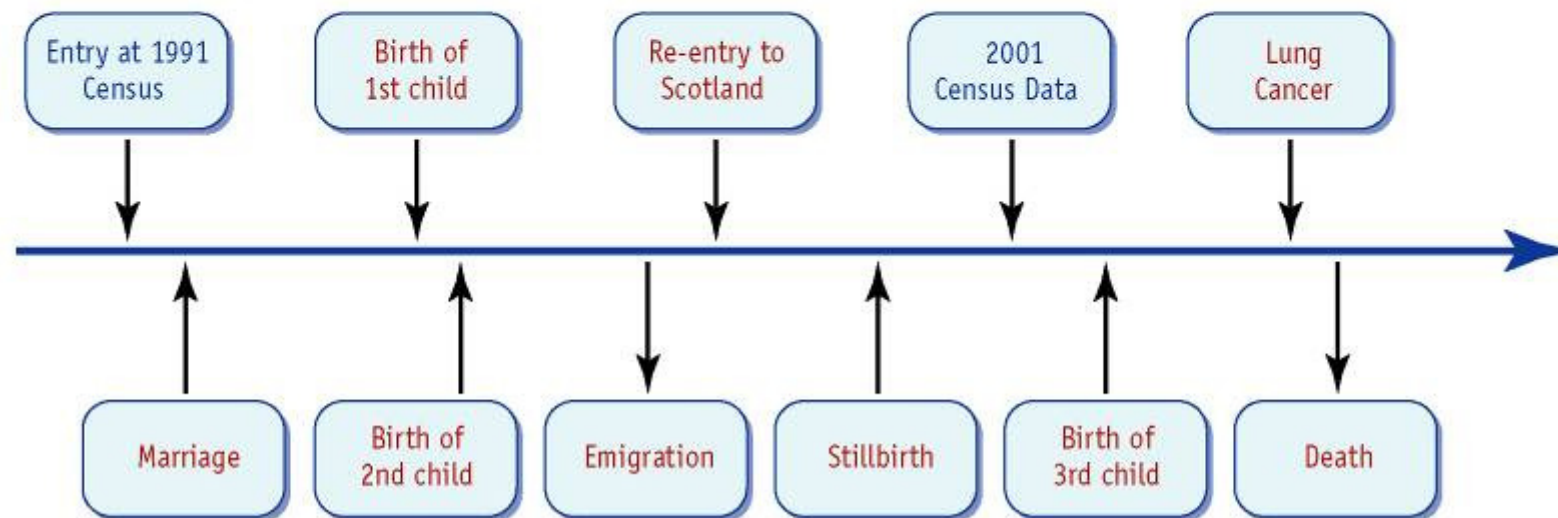 Entry at 1991
Census
Birth of
1st child
Re-entry to
Scotland
2001
Census Data
Lung
Cancer
Marriage
Birth of
2nd child
Emigration
Stillbirth
Birth of
3rd child
Death